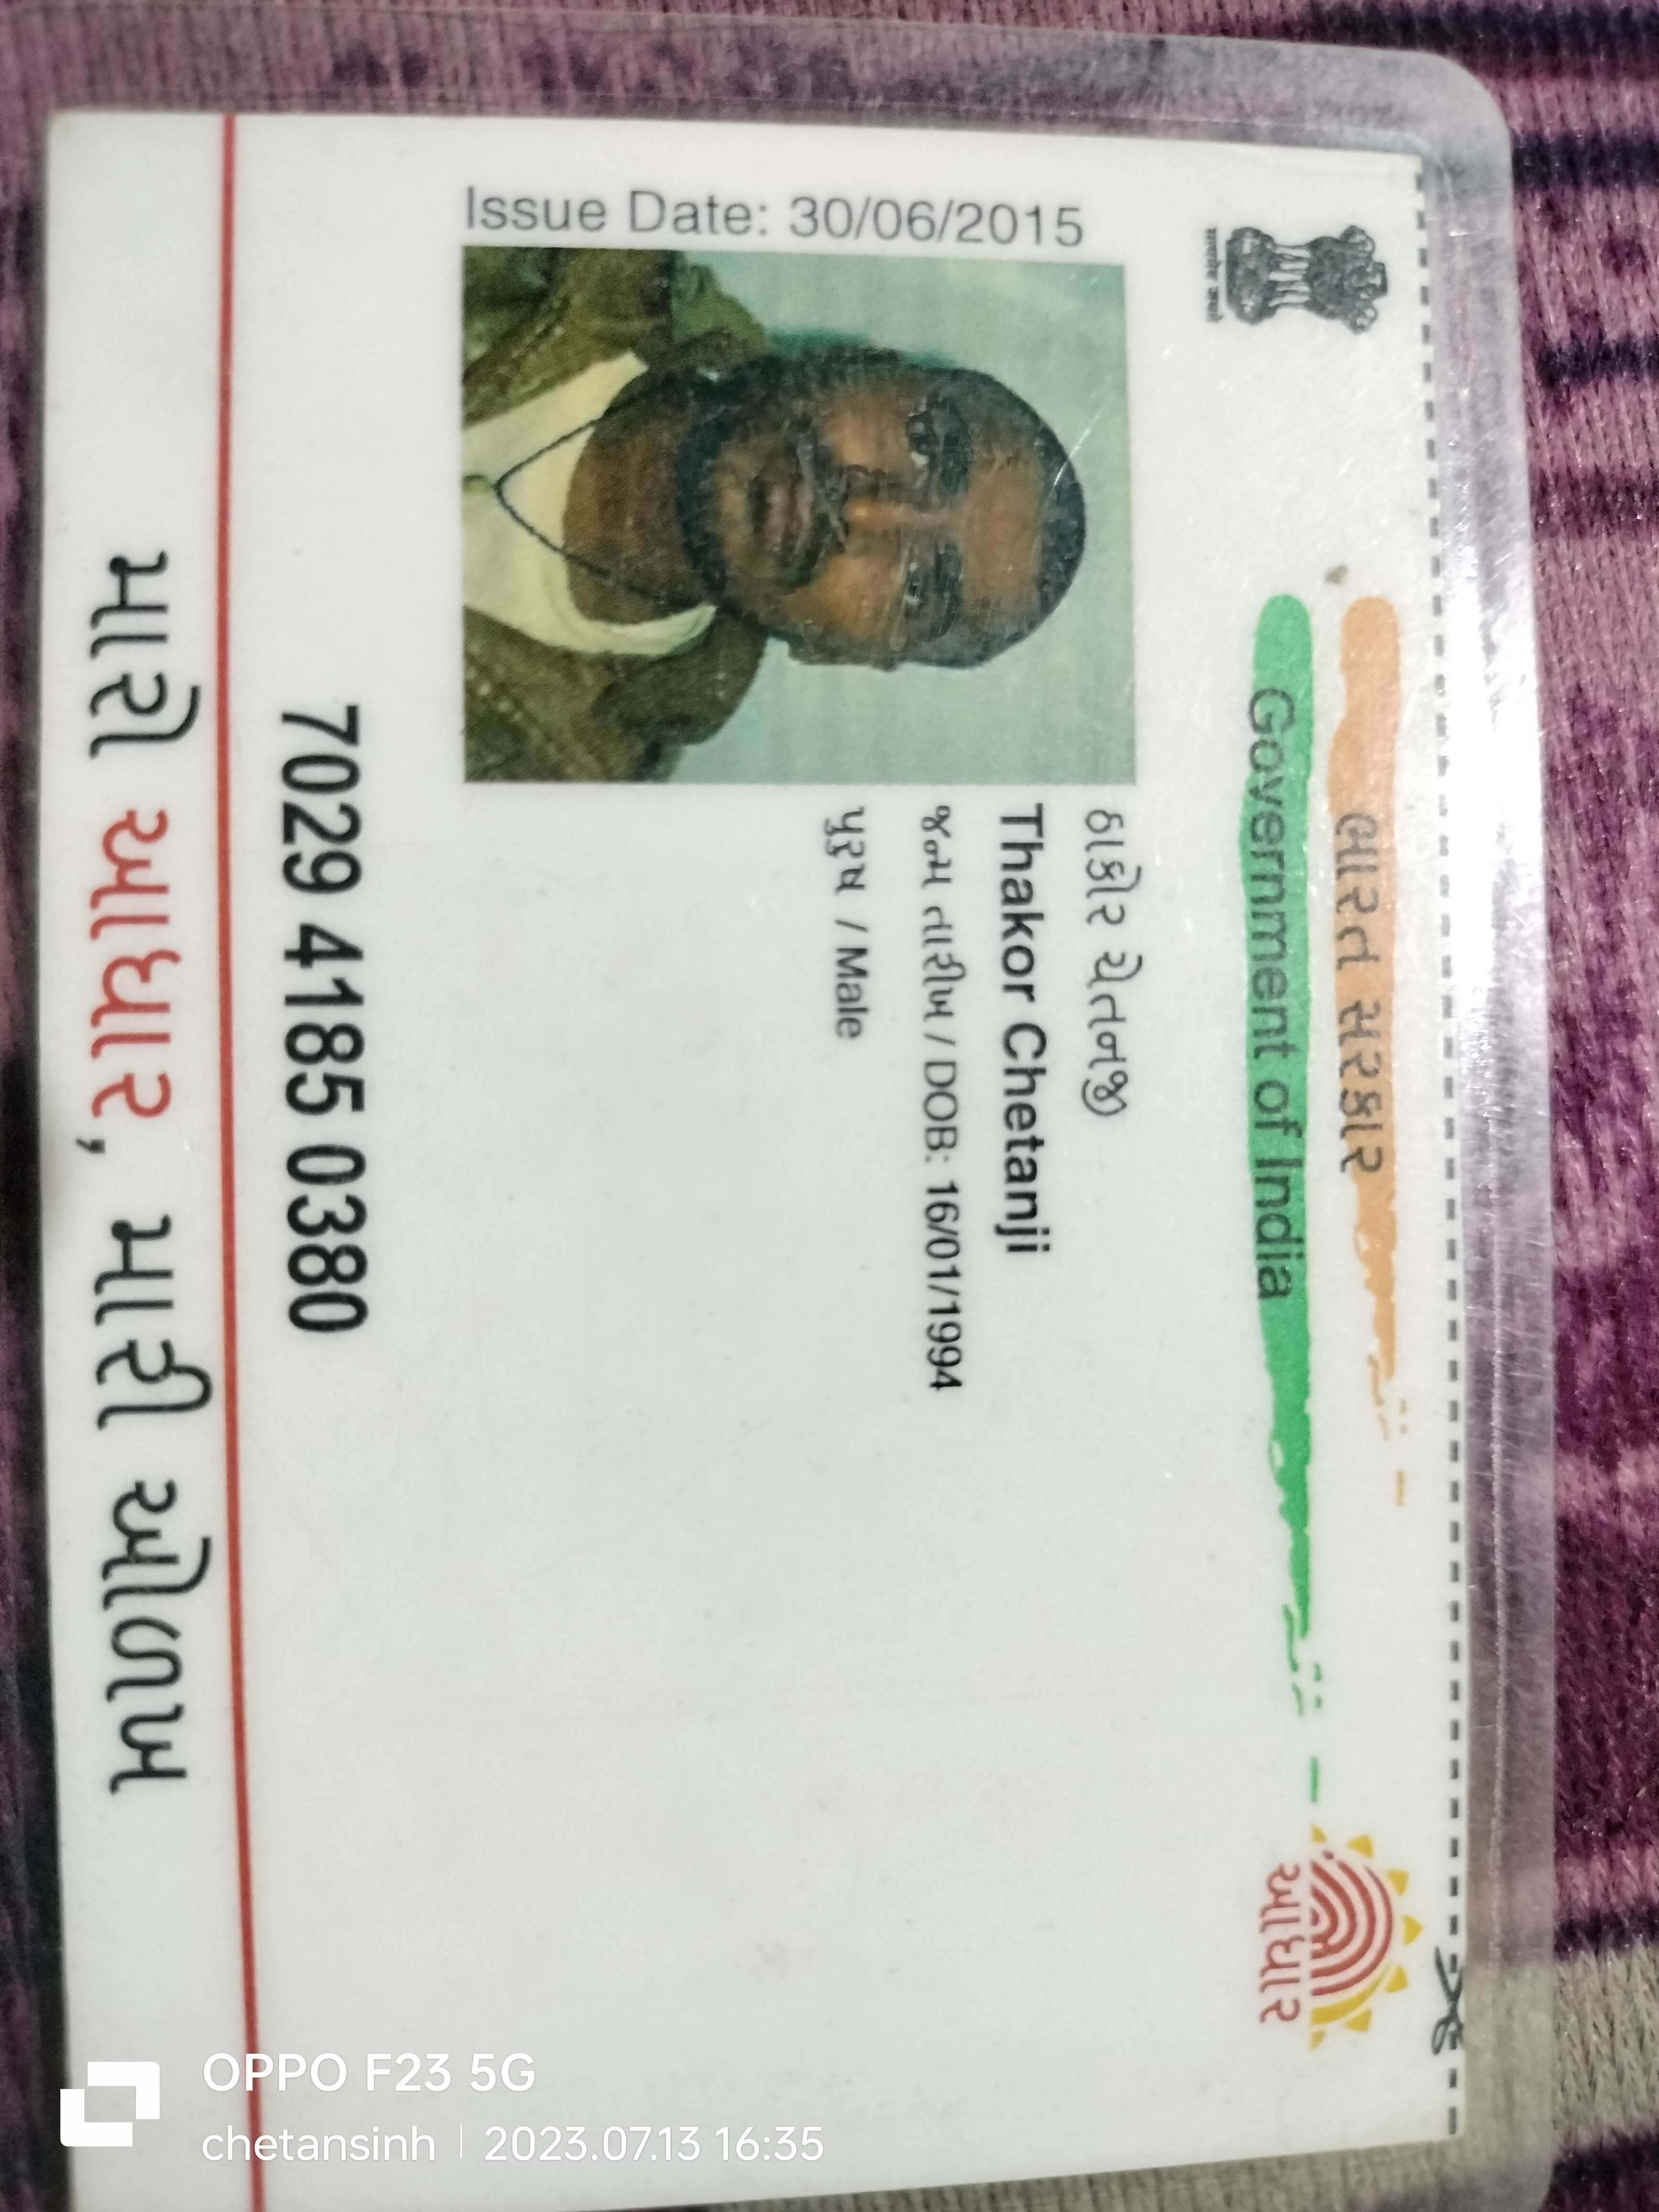 ભારત સરકાર
Government of India
सत्यमेव जयते
આધાર
Issue Date: 30/06/2015
ઠાકોર ચેતનજી
Thakor Chetanji
જન્મ તારીખ / DOB: 16/01/1994
પુરુષ / Male
7029 4185 0380
મારો આધાર, મારી ઓળખ
OPPO F23 5G
chetansinh | 2023.07.13 16:35